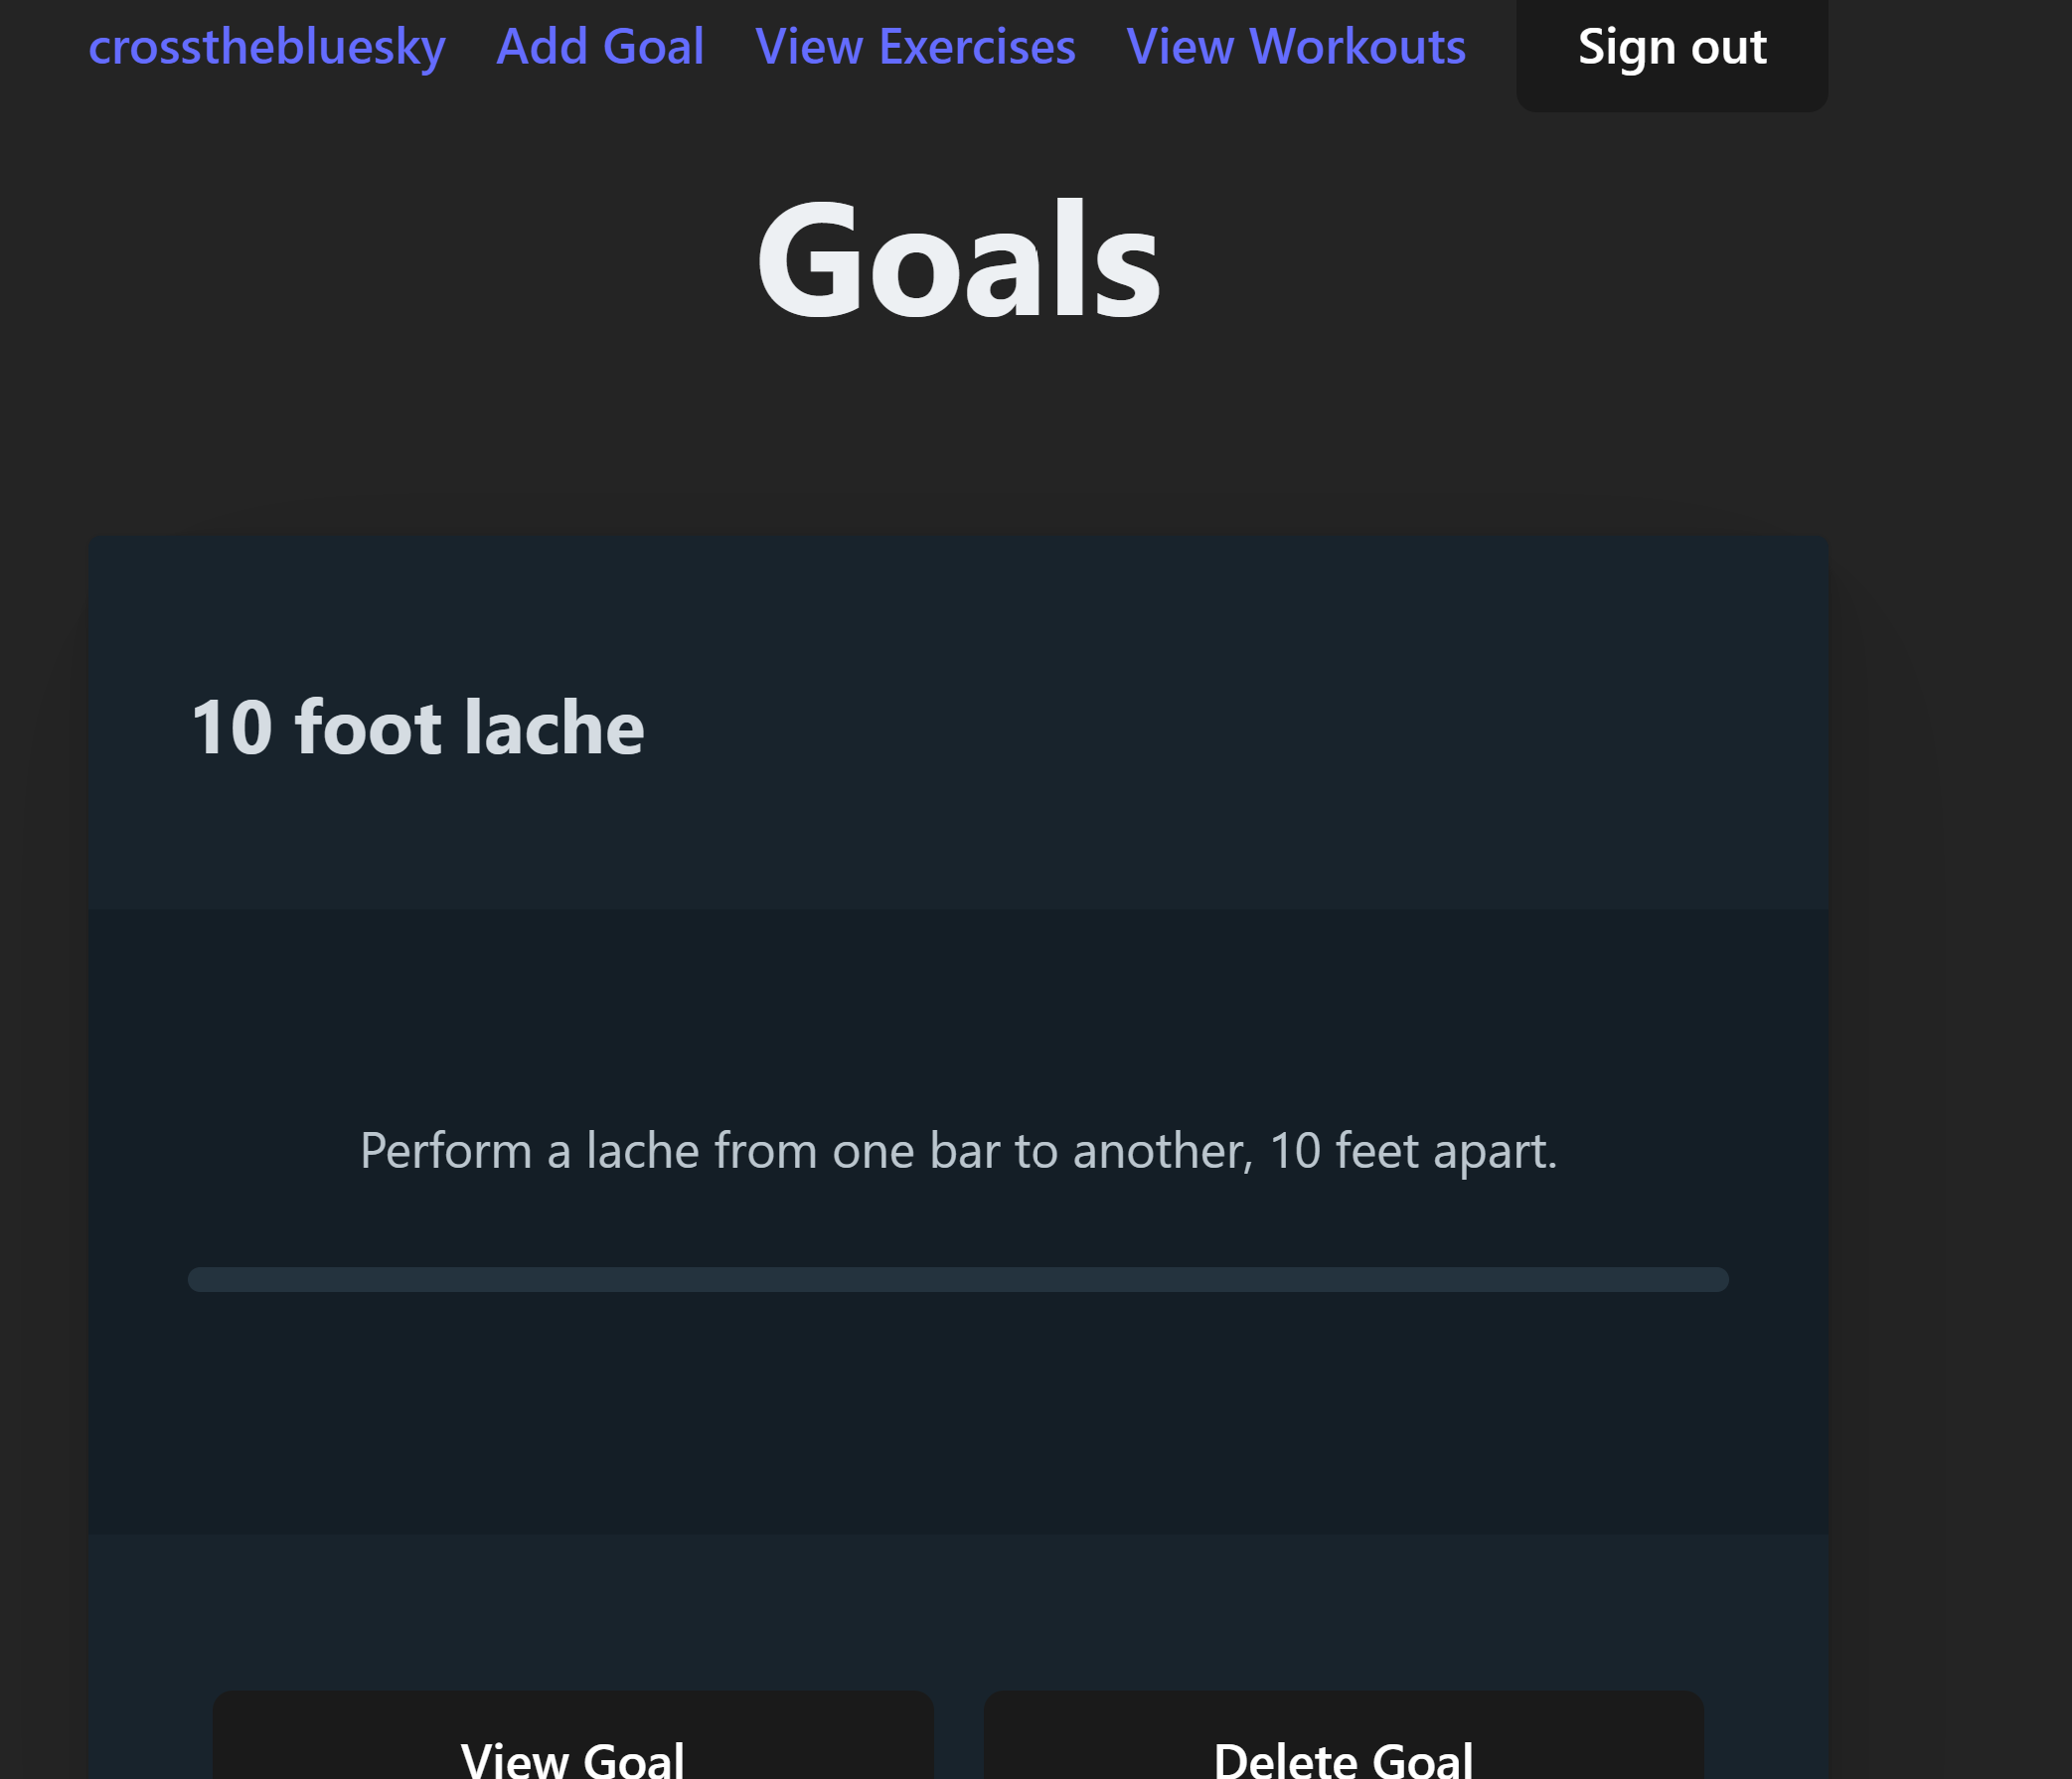 crossthebluesky Add Goal View Exercises View Workouts Sign out
Goals
10 foot lache
Perform a lache from one bar to another, 10 feet apart.
View Goal Delete Goal